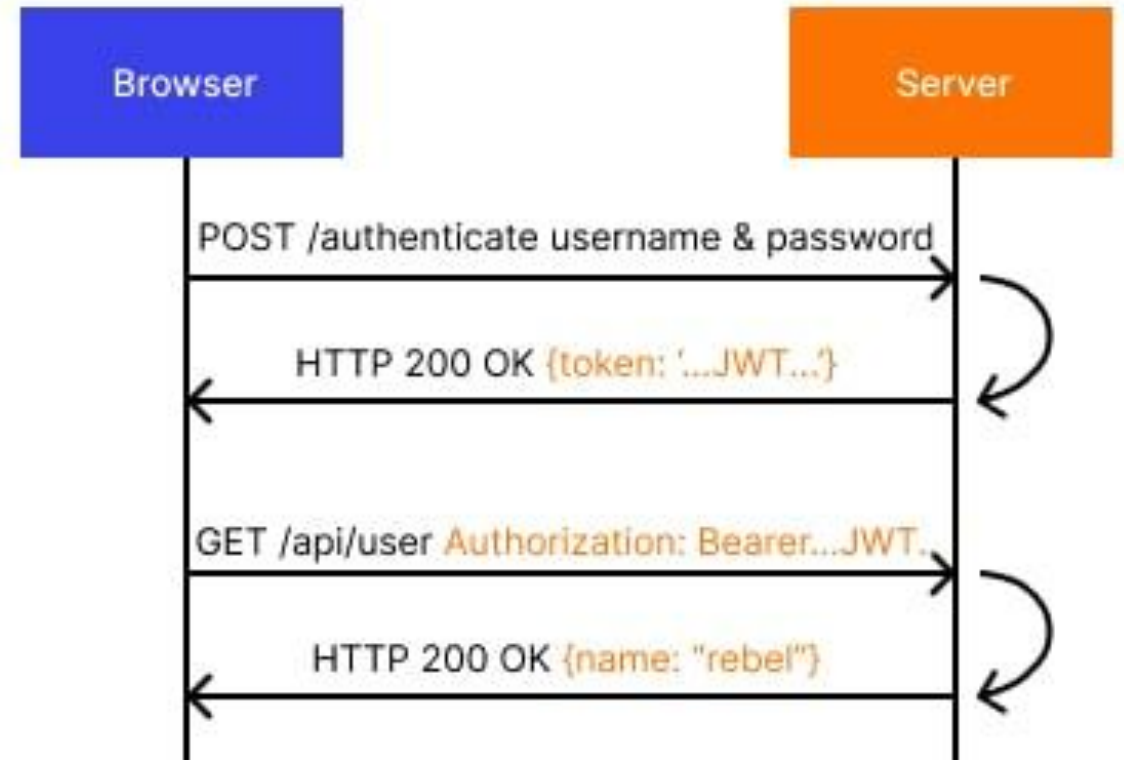 Browser
Server
POST /authenticate username & password
HTTP 200 OK {token: ‘...JWT...’}
GET /api/user Authorization: Bearer...JWT..
HTTP 200 OK {name: “rebel”}